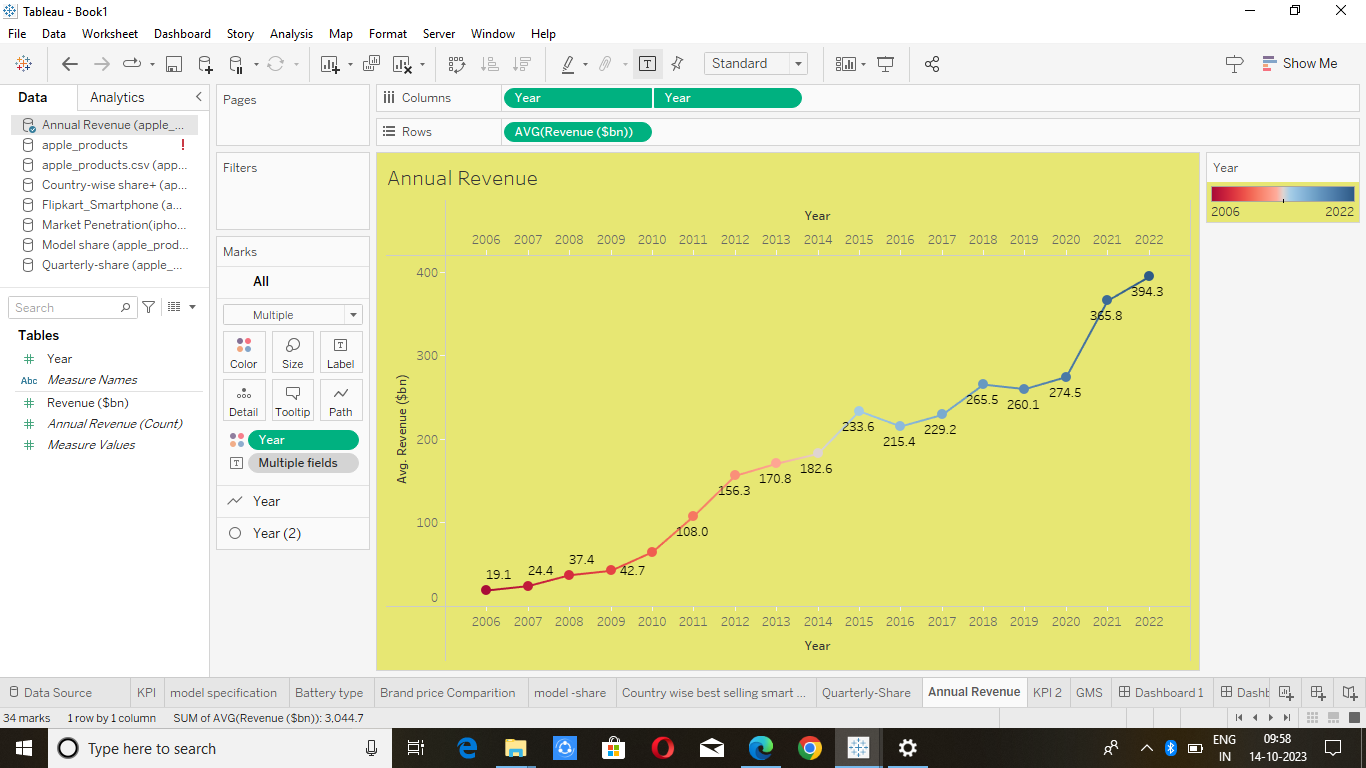 Tableau - Book1
File Data Worksheet Dashboard Story Analysis Map Format Server Window Help
Standard
Show Me
Data Analytics
Annual Revenue (apple_...
apple_products !
apple_products.csv (app...
Country-wise share+ (ap...
Flipkart_Smartphone (a...
Market Penetration(ipho...
Model share (apple_prod...
Quarterly-share (apple_...
Search
Tables
Year
Abc Measure Names
Revenue ($bn)
Annual Revenue (Count)
Measure Values
Pages
Filters
Marks
All
Multiple
Color Size Label
Detail Tooltip Path
Year
Multiple fields
Year
Year (2)
Columns Year Year
Rows AVG(Revenue ($bn))
Annual Revenue
Year
2006 2007 2008 2009 2010 2011 2012 2013 2014 2015 2016 2017 2018 2019 2020 2021 2022
Avg. Revenue ($bn)
400
300
200
100
0
19.1
24.4
37.4
42.7
108.0
156.3
170.8
182.6
233.6
215.4
229.2
265.5
260.1
274.5
365.8
394.3
2006 2007 2008 2009 2010 2011 2012 2013 2014 2015 2016 2017 2018 2019 2020 2021 2022
Year
Year
2006 2022
Data Source KPI model specification Battery type Brand price Comparition model -share Country wise best selling smart ... Quarterly-Share Annual Revenue KPI 2 GMS Dashboard 1 Dashb
34 marks 1 row by 1 column SUM of AVG(Revenue ($bn)): 3,044.7
Type here to search
ENG
IN
09:58
14-10-2023